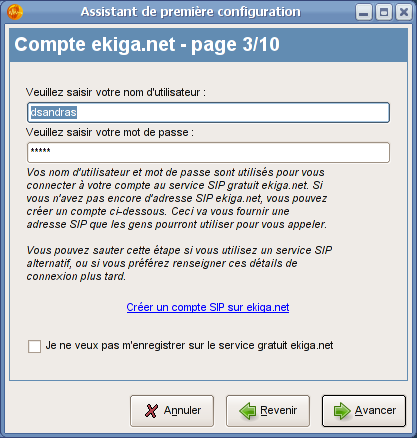 Assistant de première configuration
Compte ekiga.net - page 3/10
Veuillez saisir votre nom d'utilisateur :
dsandras
Veuillez saisir votre mot de passe :
*****
Vos nom d'utilisateur et mot de passe sont utilisés pour vous
connecter à votre compte au service SIP gratuit ekiga.net. Si
vous n'avez pas encore d'adresse SIP ekiga.net, vous pouvez
créer un compte ci-dessous. Ceci va vous fournir une
adresse SIP que les gens pourront utiliser pour vous appeler.
Vous pouvez sauter cette étape si vous utilisez un service SIP
alternatif, ou si vous préférez renseigner ces détails de
connexion plus tard.
Créer un compte SIP sur ekiga.net
Je ne veux pas m'enregistrer sur le service gratuit ekiga.net
Annuler
Revenir
Avancer